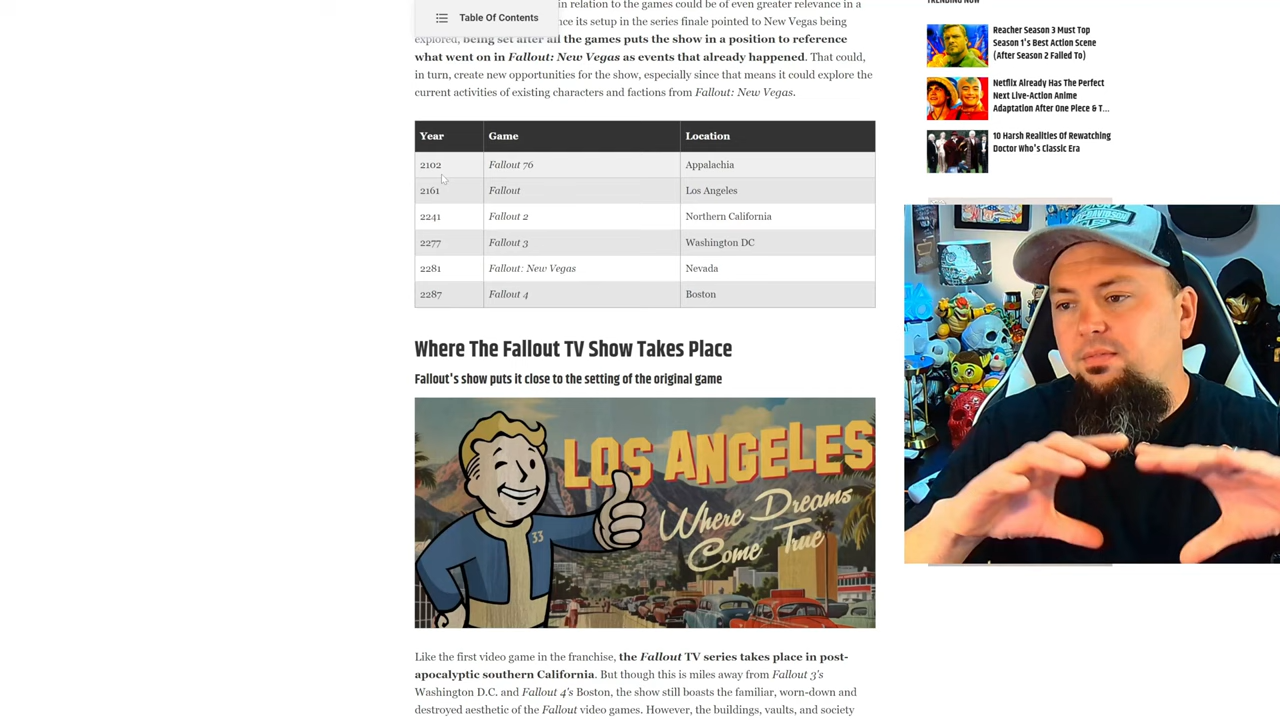 TRENDING NOW
Table Of Contents
in relation to the games could be of even greater relevance in a
nce its setup in the series finale pointed to New Vegas being
explored, being set after all the games puts the show in a position to reference
what went on in Fallout: New Vegas as events that already happened. That could,
in turn, create new opportunities for the show, especially since that means it could explore the
current activities of existing characters and factions from Fallout: New Vegas.
Year Game Location
2102 Fallout 76 Appalachia
2161 Fallout Los Angeles
2241 Fallout 2 Northern California
2277 Fallout 3 Washington DC
2281 Fallout: New Vegas Nevada
2287 Fallout 4 Boston
Where The Fallout TV Show Takes Place
Fallout's show puts it close to the setting of the original game
LOS ANGELES
Where Dreams
Come True
33
Like the first video game in the franchise, the Fallout TV series takes place in post-
apocalyptic southern California. But though this is miles away from Fallout 3's
Washington D.C. and Fallout 4's Boston, the show still boasts the familiar, worn-down and
destroyed aesthetic of the Fallout video games. However, the buildings, vaults, and society
Reacher Season 3 Must Top
Season 1's Best Action Scene
(After Season 2 Failed To)
Netflix Already Has The Perfect
Next Live-Action Anime
Adaptation After One Piece & T...
10 Harsh Realities Of Rewatching
Doctor Who's Classic Era